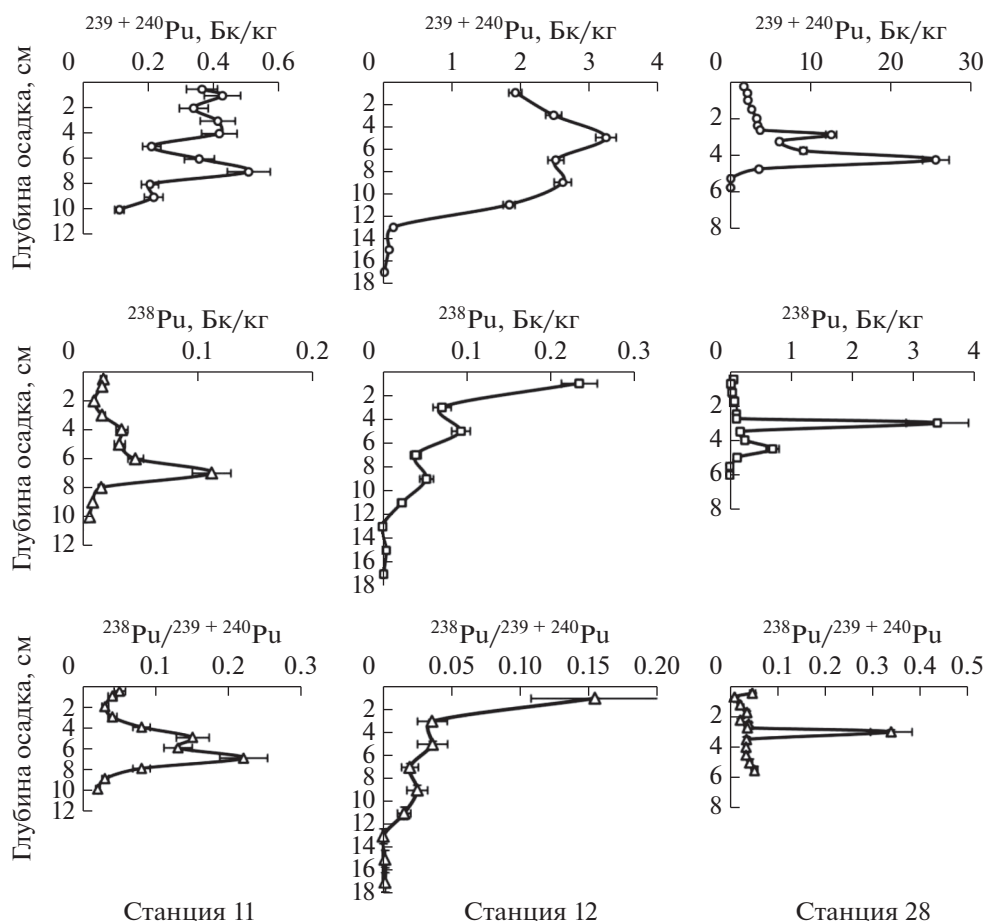 ²³⁹ ⁺ ²⁴⁰Pu, Бк/кг
0 0.2 0.4 0.6
Глубина осадка, см
2
4
6
8
10
12
²³⁹ ⁺ ²⁴⁰Pu, Бк/кг
0 1 2 3 4
2
4
6
8
10
12
14
16
18
²³⁹ ⁺ ²⁴⁰Pu, Бк/кг
0 10 20 30
2
4
6
8
²³⁸Pu, Бк/кг
0 0.1 0.2
Глубина осадка, см
2
4
6
8
10
12
²³⁸Pu, Бк/кг
0 0.1 0.2 0.3
2
4
6
8
10
12
14
16
18
²³⁸Pu, Бк/кг
0 1 2 3 4
2
4
6
8
²³⁸Pu/²³⁹ ⁺ ²⁴⁰Pu
0 0.1 0.2 0.3
Глубина осадка, см
2
4
6
8
10
12
Станция 11
²³⁸Pu/²³⁹ ⁺ ²⁴⁰Pu
0 0.05 0.10 0.15 0.20
2
4
6
8
10
12
14
16
18
Станция 12
²³⁸Pu/²³⁹ ⁺ ²⁴⁰Pu
0 0.1 0.2 0.3 0.4 0.5
2
4
6
8
Станция 28